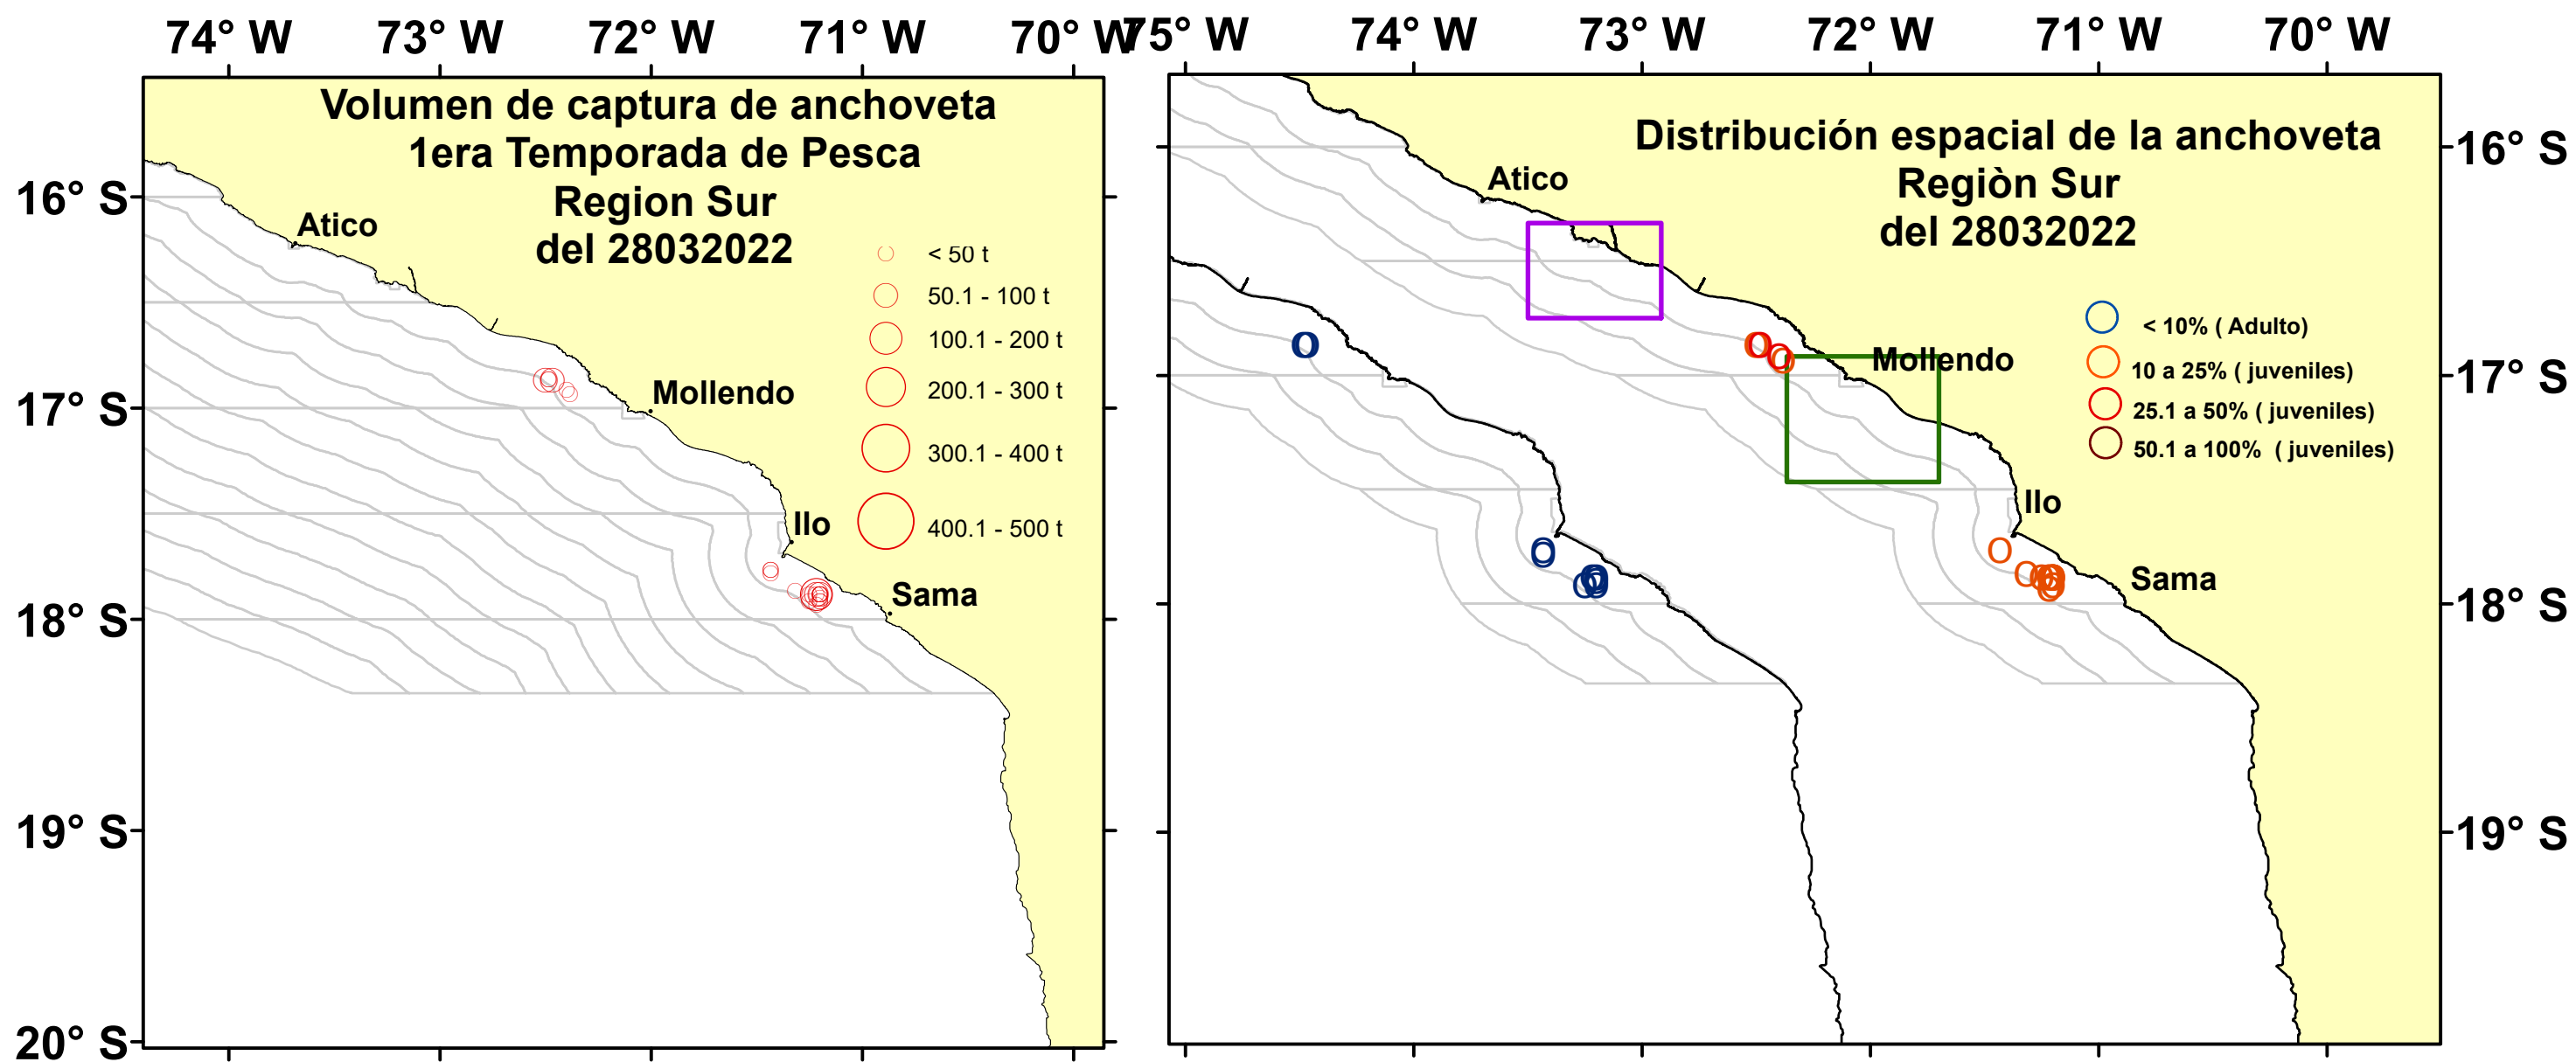 74° W
73° W
72° W
71° W
70° W
16° S
17° S
18° S
19° S
20° S
Volumen de captura de anchoveta
1era Temporada de Pesca
Region Sur
del 28032022
< 50 t
50.1 - 100 t
100.1 - 200 t
200.1 - 300 t
300.1 - 400 t
400.1 - 500 t
Atico
Mollendo
Ilo
Sama
75° W
74° W
73° W
72° W
71° W
70° W
16° S
17° S
18° S
19° S
Distribución espacial de la anchoveta
Regiòn Sur
del 28032022
< 10% ( Adulto)
10 a 25% ( juveniles)
25.1 a 50% ( juveniles)
50.1 a 100% ( juveniles)
Atico
Mollendo
Ilo
Sama